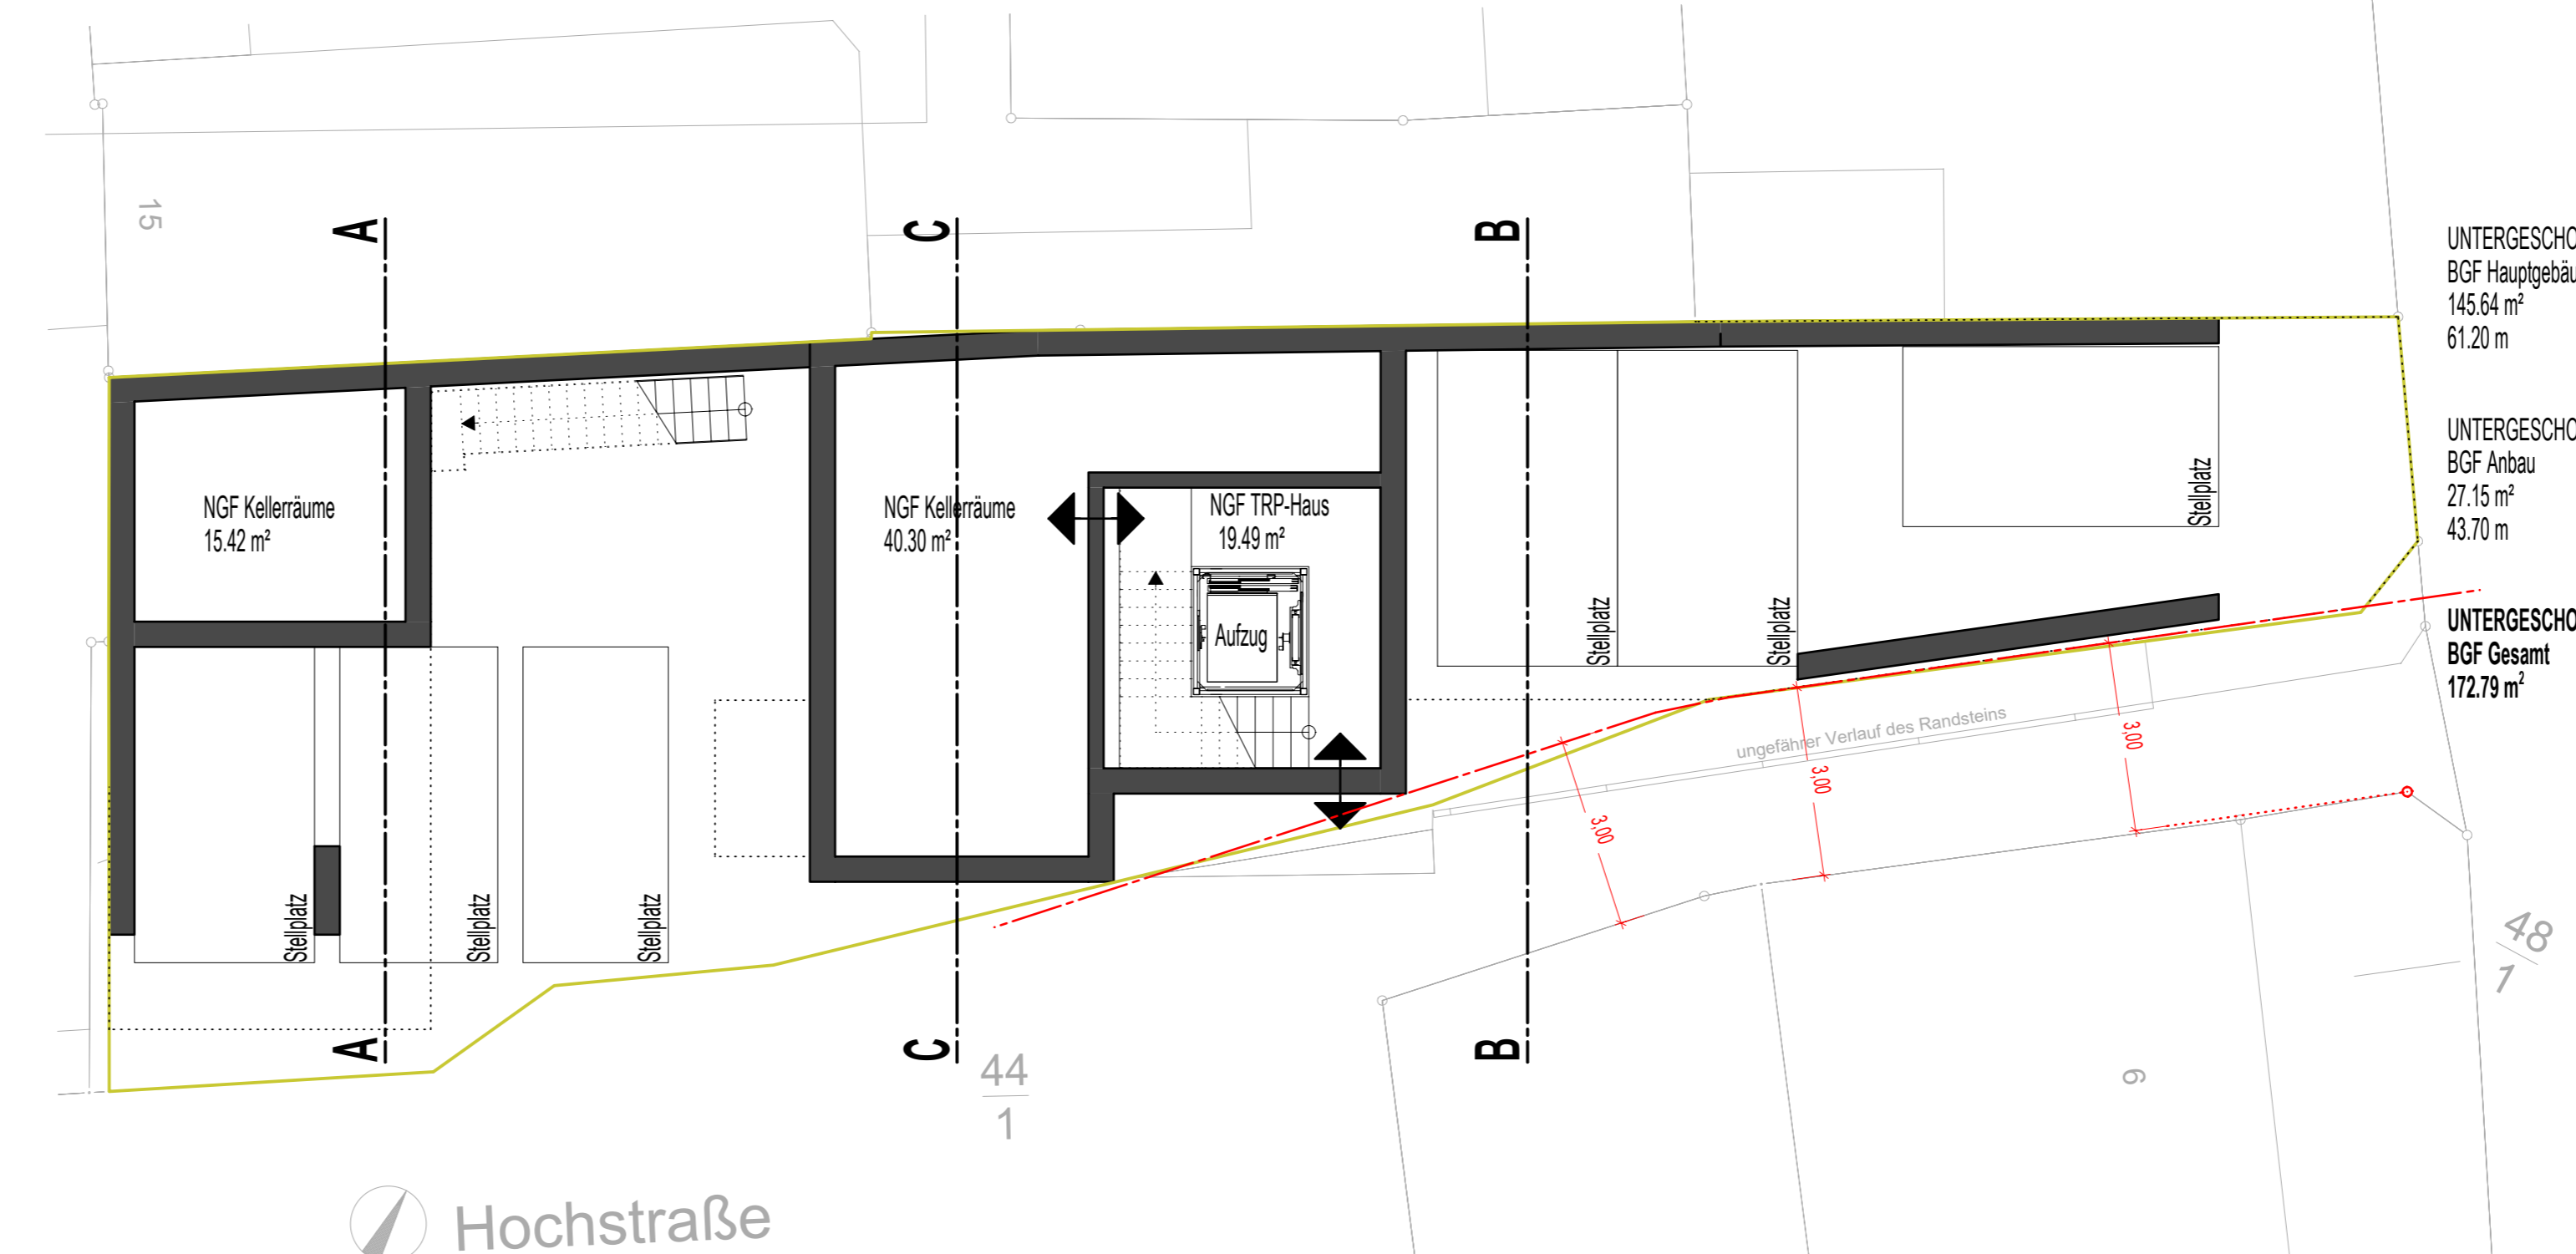 15
A
C
B
UNTERGESCHO
BGF Hauptgebäu
145.64 m²
61.20 m
UNTERGESCHO
BGF Anbau
27.15 m²
43.70 m
UNTERGESCHO
BGF Gesamt
172.79 m²
NGF Kellerräume
15.42 m²
NGF Kellerräume
40.30 m²
NGF TRP-Haus
19.49 m²
Aufzug
Stellplatz
Stellplatz
Stellplatz
Stellplatz
Stellplatz
Stellplatz
ungefährer Verlauf des Randsteins
3,00
3,00
3,00
A
C
B
44
1
48
1
6
Hochstraße